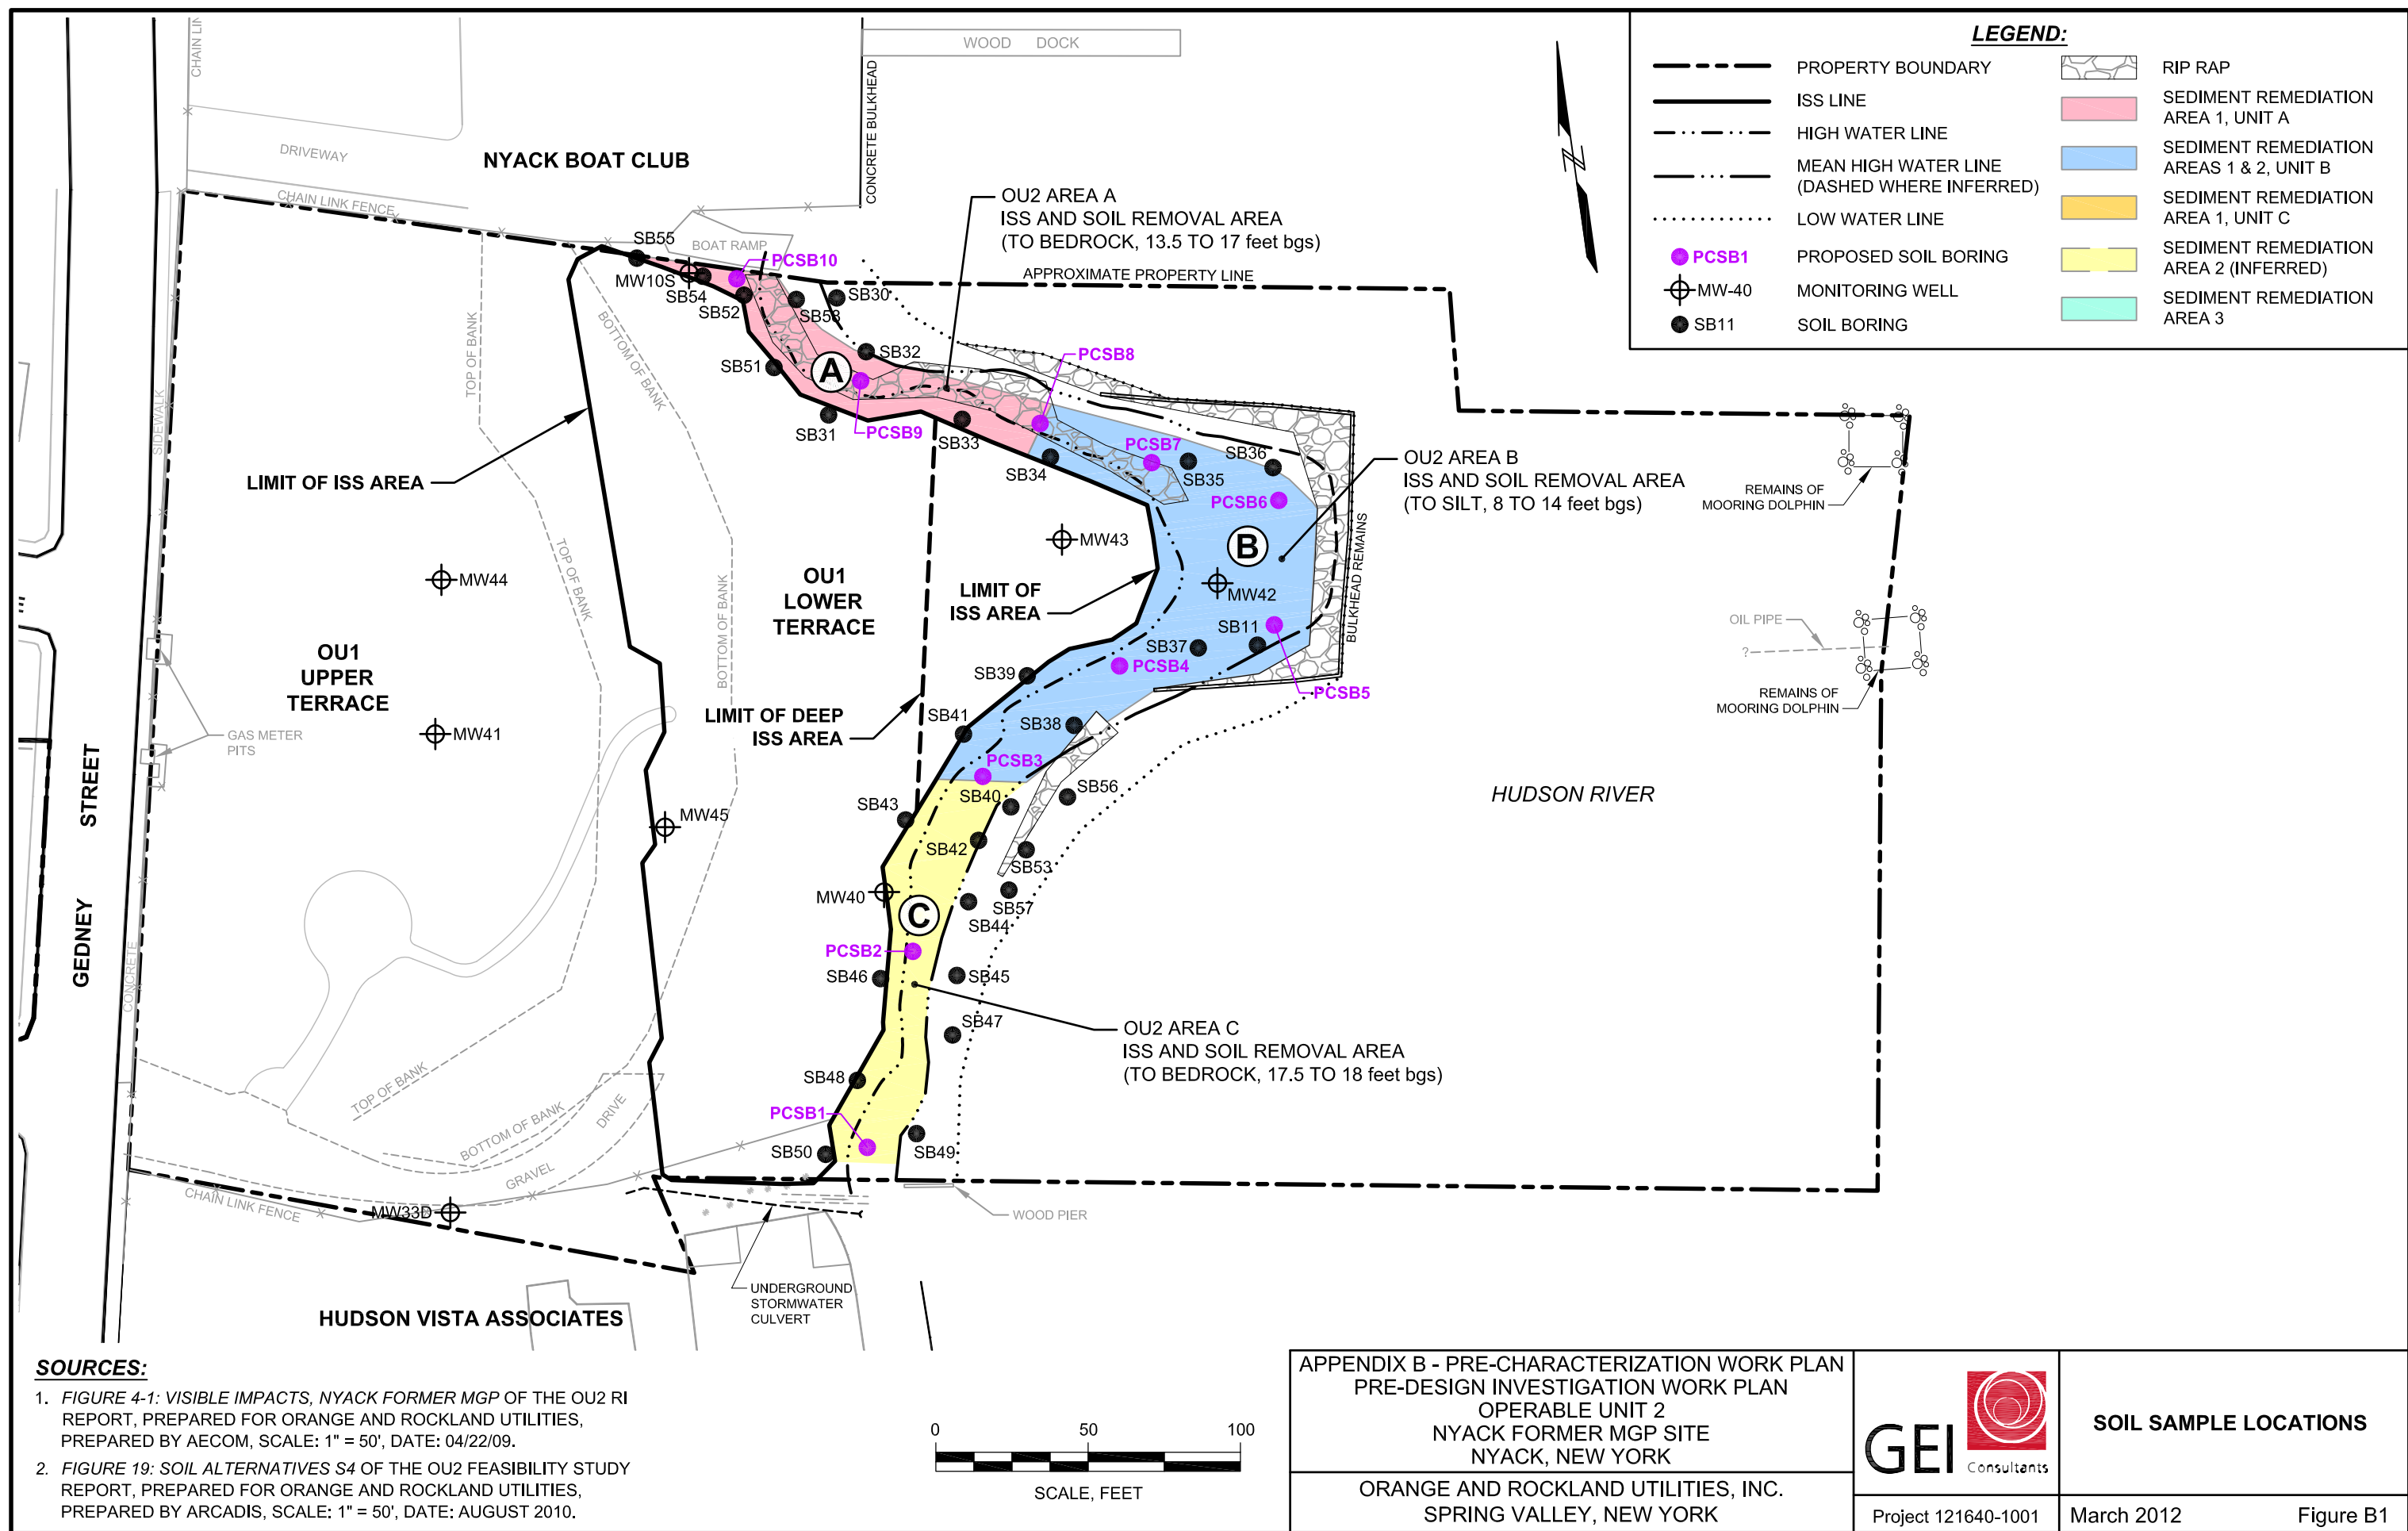 WOOD DOCK
CHAIN LIN
CONCRETE BULKHEAD
DRIVEWAY
NYACK BOAT CLUB
CHAIN LINK FENCE
BOAT RAMP
OU2 AREA A
ISS AND SOIL REMOVAL AREA
(TO BEDROCK, 13.5 TO 17 feet bgs)
APPROXIMATE PROPERTY LINE
N
LEGEND:
PROPERTY BOUNDARY
ISS LINE
HIGH WATER LINE
MEAN HIGH WATER LINE
(DASHED WHERE INFERRED)
LOW WATER LINE
PCSB1
PROPOSED SOIL BORING
MW-40
MONITORING WELL
SB11
SOIL BORING
RIP RAP
SEDIMENT REMEDIATION
AREA 1, UNIT A
SEDIMENT REMEDIATION
AREAS 1 & 2, UNIT B
SEDIMENT REMEDIATION
AREA 1, UNIT C
SEDIMENT REMEDIATION
AREA 2 (INFERRED)
SEDIMENT REMEDIATION
AREA 3
SB55
PCSB10
MW10S
SB54
SB52
SB58
SB30
SB32
SB51
A
PCSB8
SB31
PCSB9
SB33
SB34
PCSB7
SB35
SB36
PCSB6
OU2 AREA B
ISS AND SOIL REMOVAL AREA
(TO SILT, 8 TO 14 feet bgs)
REMAINS OF
MOORING DOLPHIN
SIDEWALK
TOP OF BANK
BOTTOM OF BANK
LIMIT OF ISS AREA
TOP OF BANK
BOTTOM OF BANK
MW44
MW43
B
BULKHEAD REMAINS
MW42
OU1
LOWER
TERRACE
LIMIT OF
ISS AREA
OU1
UPPER
TERRACE
SB11
SB37
PCSB4
PCSB5
SB39
OIL PIPE
?
REMAINS OF
MOORING DOLPHIN
GAS METER
PITS
MW41
LIMIT OF DEEP
ISS AREA
SB41
SB38
PCSB3
SB40
SB56
SB43
SB42
SB53
MW45
HUDSON RIVER
GEDNEY STREET
MW40
C
SB57
SB44
PCSB2
SB46
SB45
SB47
CONCRETE
OU2 AREA C
ISS AND SOIL REMOVAL AREA
(TO BEDROCK, 17.5 TO 18 feet bgs)
SB48
PCSB1
SB50
SB49
TOP OF BANK
BOTTOM OF BANK
DRIVE
GRAVEL
CHAIN LINK FENCE
MW33D
WOOD PIER
UNDERGROUND
STORMWATER
CULVERT
HUDSON VISTA ASSOCIATES
SOURCES:
1. FIGURE 4-1: VISIBLE IMPACTS, NYACK FORMER MGP OF THE OU2 RI
REPORT, PREPARED FOR ORANGE AND ROCKLAND UTILITIES,
PREPARED BY AECOM, SCALE: 1" = 50', DATE: 04/22/09.
2. FIGURE 19: SOIL ALTERNATIVES S4 OF THE OU2 FEASIBILITY STUDY
REPORT, PREPARED FOR ORANGE AND ROCKLAND UTILITIES,
PREPARED BY ARCADIS, SCALE: 1" = 50', DATE: AUGUST 2010.
0 50 100
SCALE, FEET
APPENDIX B - PRE-CHARACTERIZATION WORK PLAN
PRE-DESIGN INVESTIGATION WORK PLAN
OPERABLE UNIT 2
NYACK FORMER MGP SITE
NYACK, NEW YORK
ORANGE AND ROCKLAND UTILITIES, INC.
SPRING VALLEY, NEW YORK
GEI Consultants
Project 121640-1001
SOIL SAMPLE LOCATIONS
March 2012 Figure B1